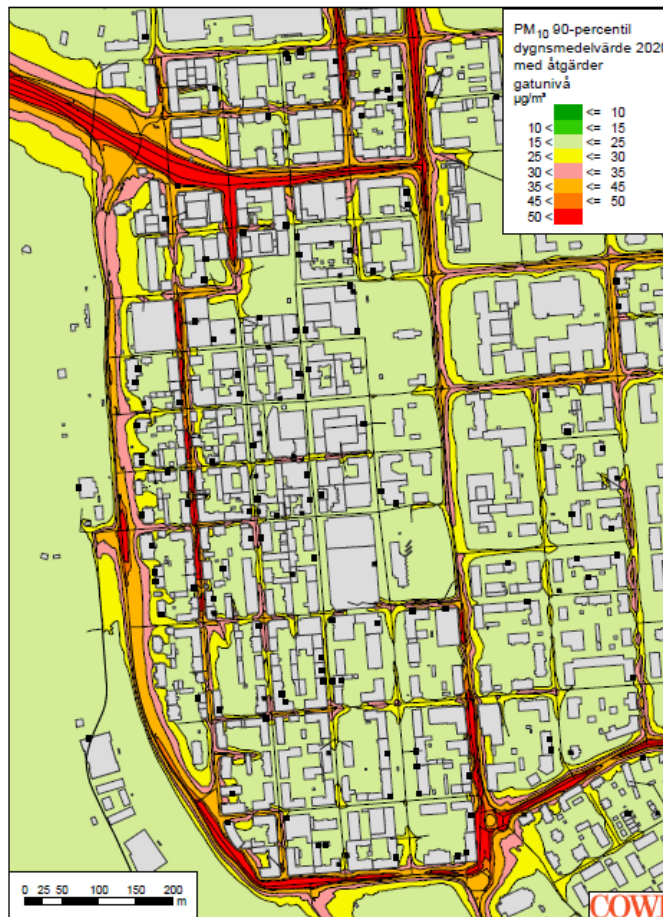 PM10 90-percentil
dygnsmedelvärde 2020
med åtgärder
gatunivå
µg/m³
<= 10
10 < <= 15
15 < <= 25
25 < <= 30
30 < <= 35
35 < <= 45
45 < <= 50
50 <
0 25 50 100 150 200
m
COWI